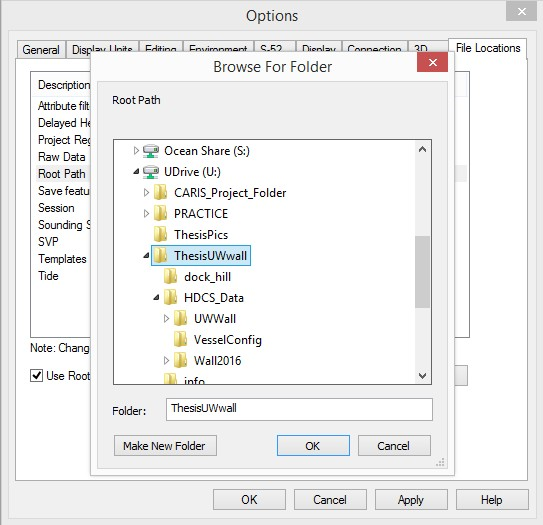 Options
General
Display Units
Editing
Environment
S-52
Display
Connection
3D
File Locations
Description
Attribute filt
Delayed He
Project Reg
Raw Data
Root Path
Save featu
Session
Sounding S
SVP
Templates
Tide
Note: Chang
Use Root
Browse For Folder
Root Path
Ocean Share (S:)
UDrive (U:)
CARIS_Project_Folder
PRACTICE
ThesisPics
ThesisUWwall
dock_hill
HDCS_Data
UWWall
VesselConfig
Wall2016
info
Folder: ThesisUWwall
Make New Folder
OK
Cancel
OK
Cancel
Apply
Help